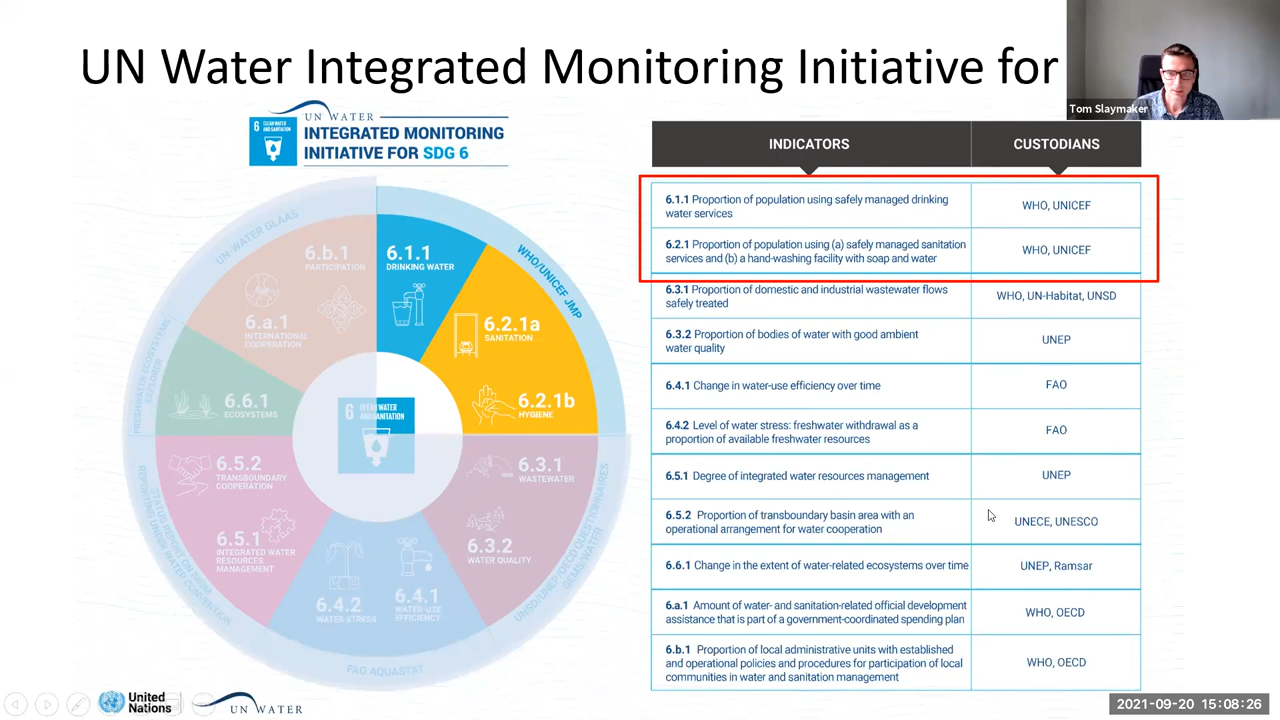 UN Water Integrated Monitoring Initiative for
Tom Slaymaker
UN WATER
6 CLEAN WATER
AND SANITATION
INTEGRATED MONITORING
INITIATIVE FOR SDG 6
UN-WATER GLAAS
WHO/UNICEF JMP
6.b.1
PARTICIPATION
6.1.1
DRINKING WATER
6.a.1
INTERNATIONAL
COOPERATION
6.2.1a
SANITATION
FRESHWATER ECOSYSTEMS
EXPLORER
6.6.1
ECOSYSTEMS
6.2.1b
HYGIENE
6 CLEAN WATER
AND SANITATION
6.5.2
TRANSBOUNDARY
COOPERATION
6.3.1
WASTEWATER
6.5.1
INTEGRATED WATER
RESOURCES
MANAGEMENT
6.3.2
WATER QUALITY
6.4.2
WATER STRESS
6.4.1
WATER-USE
EFFICIENCY
FAO AQUASTAT
INDICATORS
CUSTODIANS
6.1.1 Proportion of population using safely managed drinking
water services
WHO, UNICEF
6.2.1 Proportion of population using (a) safely managed sanitation
services and (b) a hand-washing facility with soap and water
WHO, UNICEF
6.3.1 Proportion of domestic and industrial wastewater flows
safely treated
WHO, UN-Habitat, UNSD
6.3.2 Proportion of bodies of water with good ambient
water quality
UNEP
6.4.1 Change in water-use efficiency over time
FAO
6.4.2 Level of water stress: freshwater withdrawal as a
proportion of available freshwater resources
FAO
6.5.1 Degree of integrated water resources management
UNEP
6.5.2 Proportion of transboundary basin area with an
operational arrangement for water cooperation
UNECE, UNESCO
6.6.1 Change in the extent of water-related ecosystems over time
UNEP, Ramsar
6.a.1 Amount of water- and sanitation-related official development
assistance that is part of a government-coordinated spending plan
WHO, OECD
6.b.1 Proportion of local administrative units with established
and operational policies and procedures for participation of local
communities in water and sanitation management
WHO, OECD
United
Nations
UN WATER
2021-09-20 15:08:26